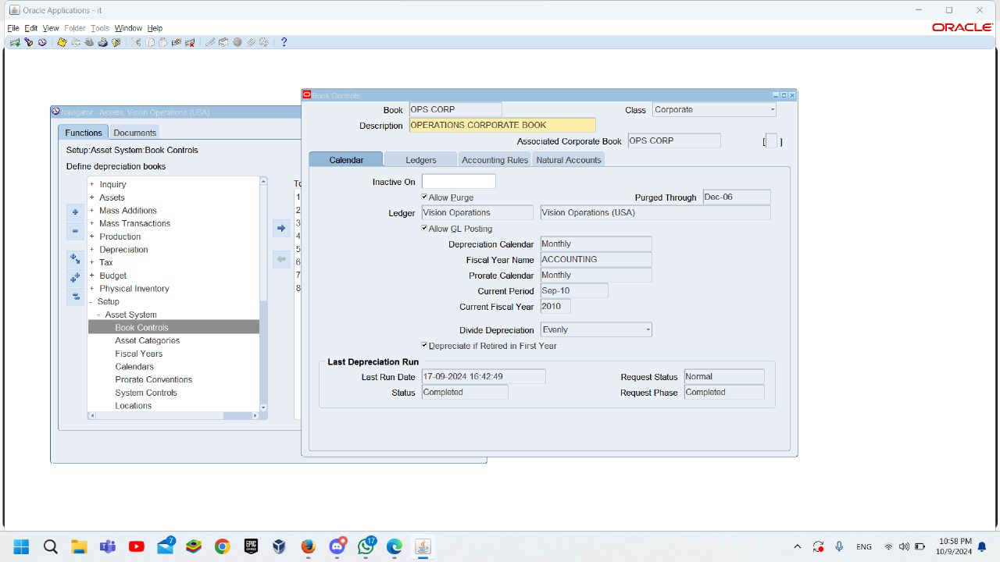 Oracle Applications - it
File Edit View Folder Tools Window Help
ORACLE
Navigator - Assets, Vision Operations (USA)
Functions Documents
Setup:Asset System:Book Controls
Define depreciation books
+ Inquiry
+ Assets
+ Mass Additions
+ Mass Transactions
+ Production
+ Depreciation
+ Tax
+ Budget
+ Physical Inventory
- Setup
- Asset System
Book Controls
Asset Categories
Fiscal Years
Calendars
Prorate Conventions
System Controls
Locations
1
2
3
4
5
6
7
8
Book Controls
Book OPS CORP Class Corporate
Description OPERATIONS CORPORATE BOOK
Associated Corporate Book OPS CORP [ ]
Calendar Ledgers Accounting Rules Natural Accounts
Inactive On
Allow Purge Purged Through Dec-06
Ledger Vision Operations Vision Operations (USA)
Allow GL Posting
Depreciation Calendar Monthly
Fiscal Year Name ACCOUNTING
Prorate Calendar Monthly
Current Period Sep-10
Current Fiscal Year 2010
Divide Depreciation Evenly
Depreciate if Retired in First Year
Last Depreciation Run
Last Run Date 17-09-2024 16:42:49 Request Status Normal
Status Completed Request Phase Completed
7
EPIC GAMES
17
ENG
10:58 PM
10/9/2024